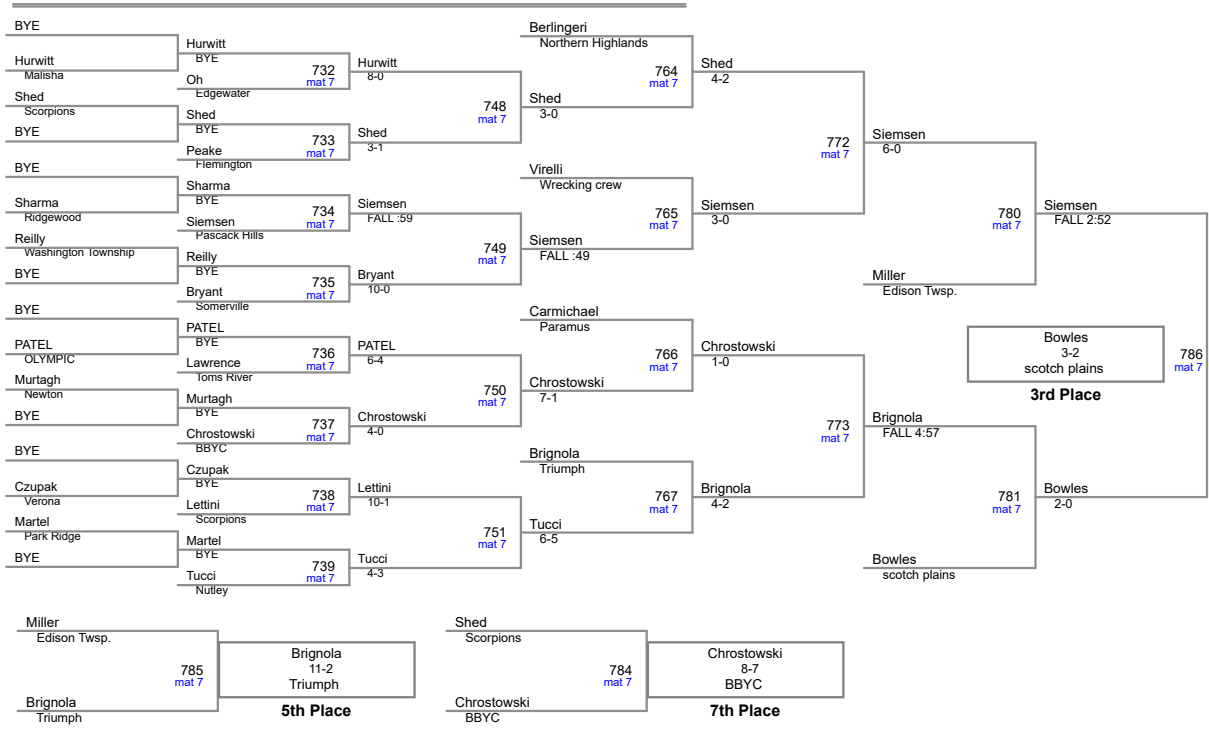 BYE
Hurwitt
Malisha
Shed
Scorpions
BYE
BYE
Sharma
Ridgewood
Reilly
Washington Township
BYE
BYE
PATEL
OLYMPIC
Murtagh
Newton
BYE
BYE
Czupak
Verona
Martel
Park Ridge
BYE
Hurwitt
BYE
732
mat 7
Oh
Edgewater
Shed
BYE
733
mat 7
Peake
Flemington
Sharma
BYE
734
mat 7
Siemsen
Pascack Hills
Reilly
BYE
735
mat 7
Bryant
Somerville
PATEL
BYE
736
mat 7
Lawrence
Toms River
Murtagh
BYE
737
mat 7
Chrostowski
BBYC
Czupak
BYE
738
mat 7
Lettini
Scorpions
Martel
BYE
739
mat 7
Tucci
Nutley
Hurwitt
8-0
748
mat 7
Shed
3-1
Siemsen
FALL :59
749
mat 7
Bryant
10-0
PATEL
6-4
750
mat 7
Chrostowski
4-0
Lettini
10-1
751
mat 7
Tucci
4-3
Berlingeri
Northern Highlands
764
mat 7
Shed
3-0
Virelli
Wrecking crew
765
mat 7
Siemsen
FALL :49
Carmichael
Paramus
766
mat 7
Chrostowski
7-1
Brignola
Triumph
767
mat 7
Tucci
6-5
Shed
4-2
772
mat 7
Siemsen
3-0
Chrostowski
1-0
773
mat 7
Brignola
4-2
Siemsen
6-0
780
mat 7
Miller
Edison Twsp.
Brignola
FALL 4:57
781
mat 7
Bowles
scotch plains
Siemsen
FALL 2:52
786
mat 7
Bowles
2-0
Bowles
3-2
scotch plains
3rd Place
Miller
Edison Twsp.
785
mat 7
Brignola
Triumph
Brignola
11-2
Triumph
5th Place
Shed
Scorpions
784
mat 7
Chrostowski
BBYC
Chrostowski
8-7
BBYC
7th Place